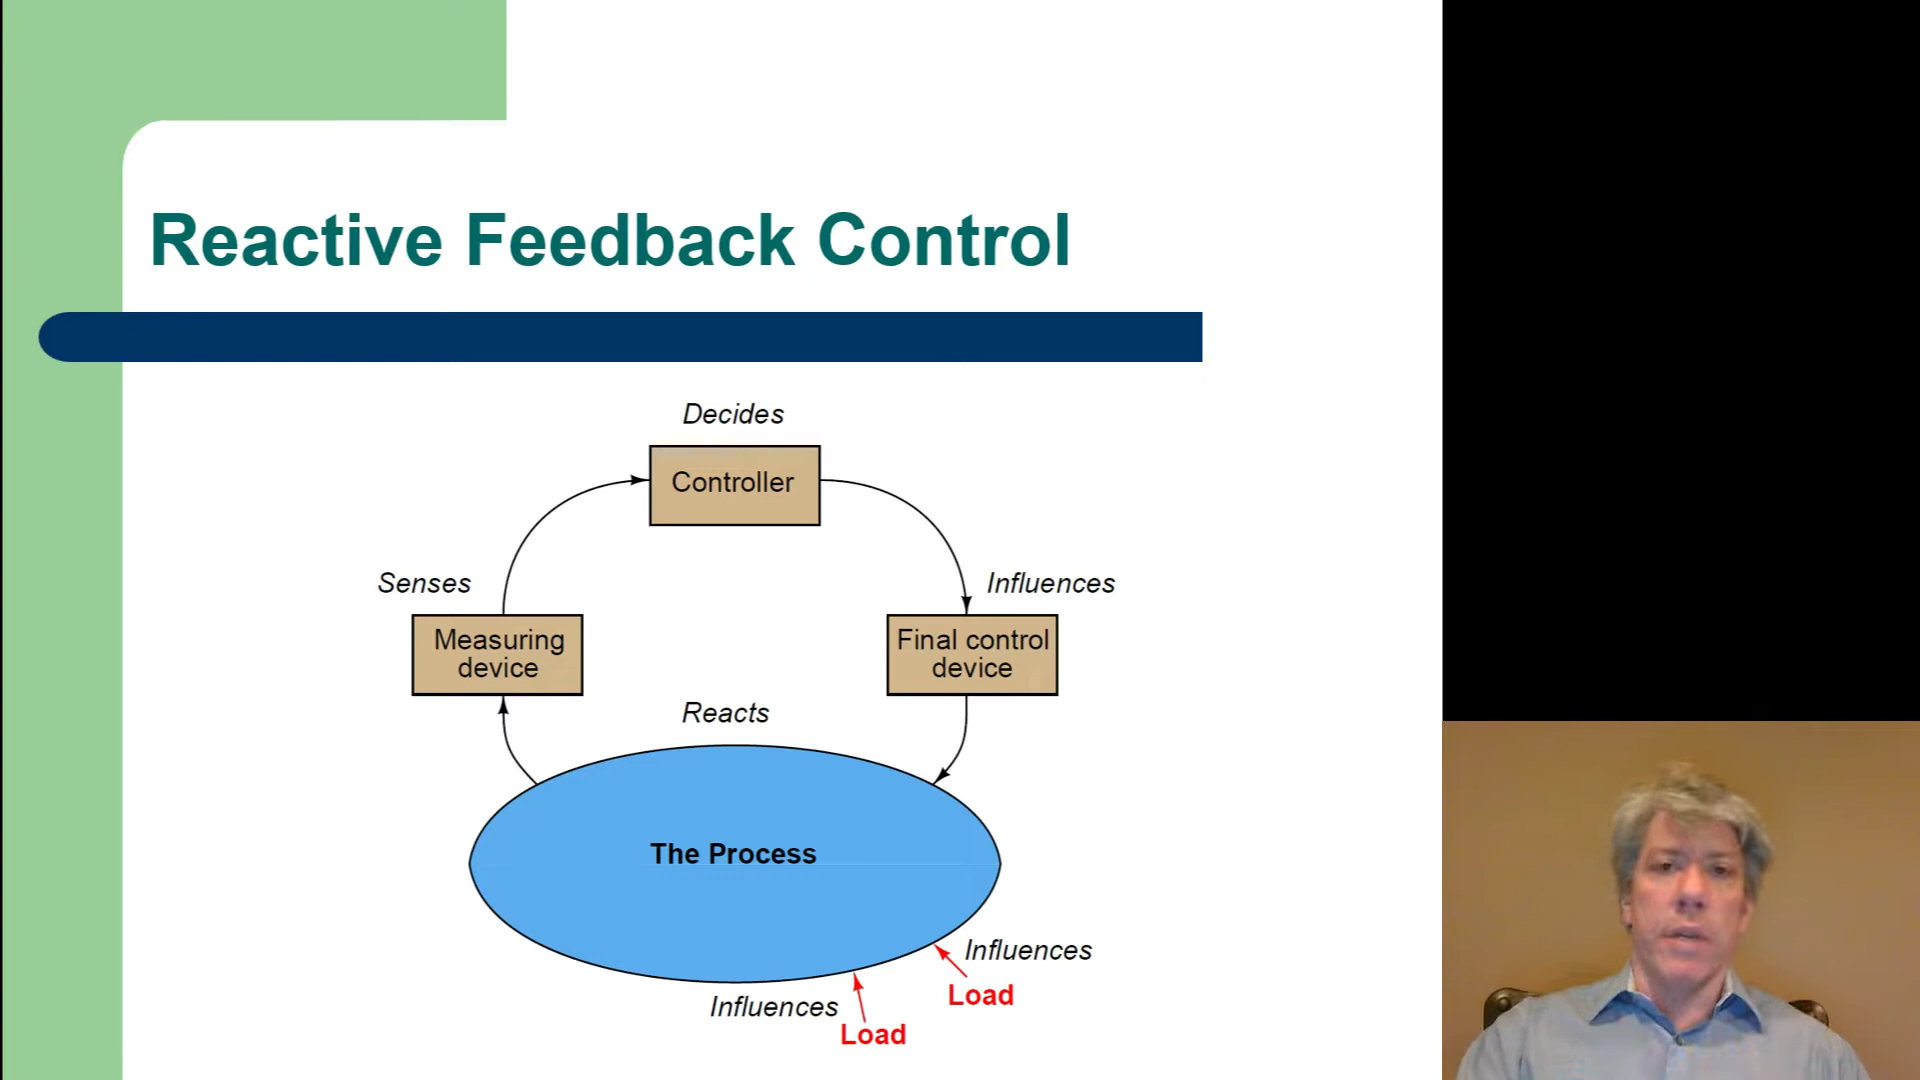 Reactive Feedback Control
Decides
Controller
Senses
Influences
Measuring
device
Final control
device
Reacts
The Process
Influences
Load
Influences
Load